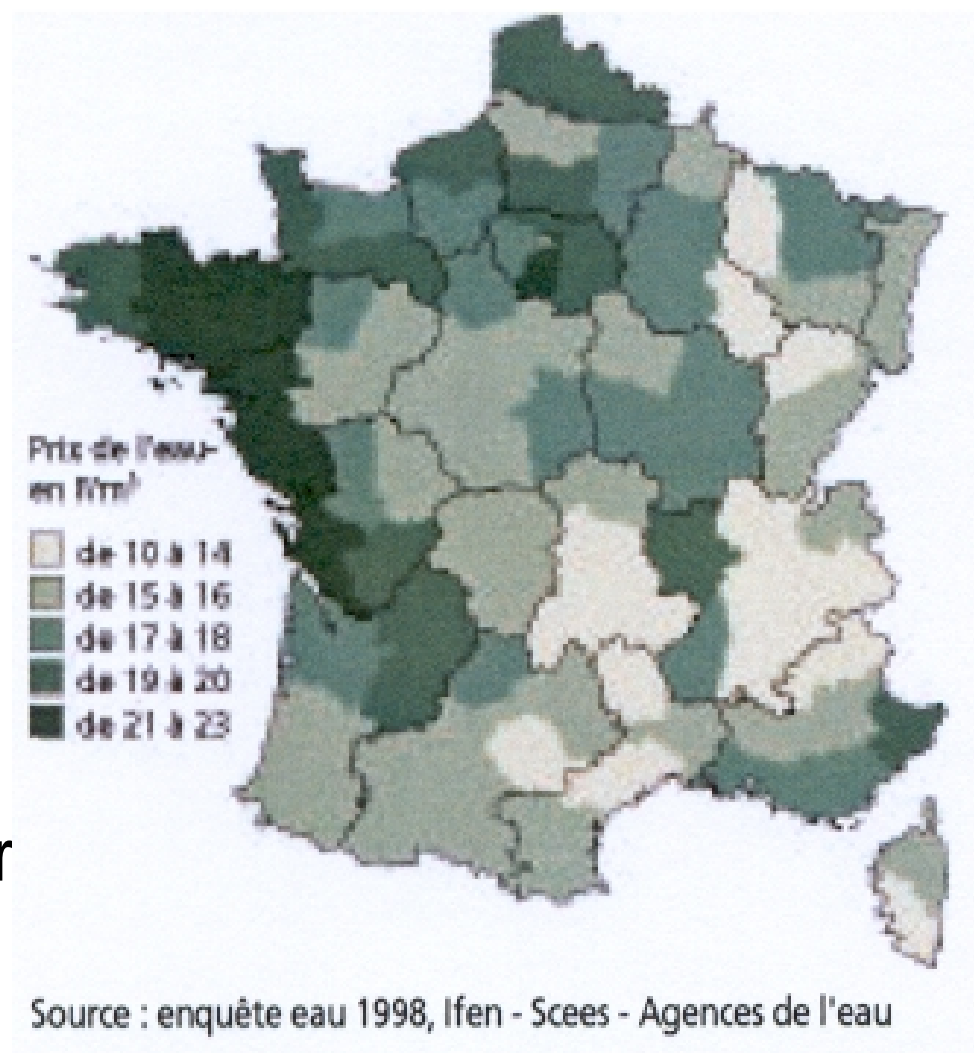 Prix de l'eau
en F/m³
de 10 à 14
de 15 à 16
de 17 à 18
de 19 à 20
de 21 à 23
r
Source : enquête eau 1998, Ifen - Scees - Agences de l'eau